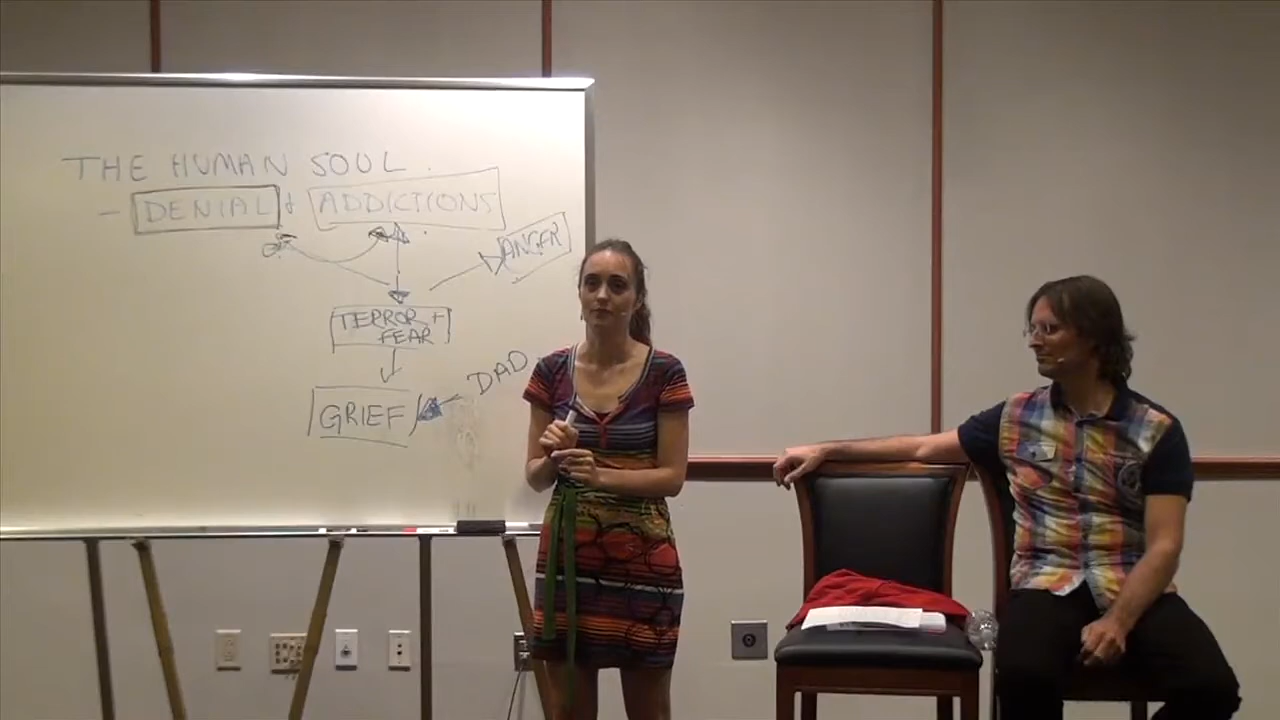 THE HUMAN SOUL.
- DENIAL & ADDICTIONS
ANGER
TERROR +
FEAR
DAD
GRIEF